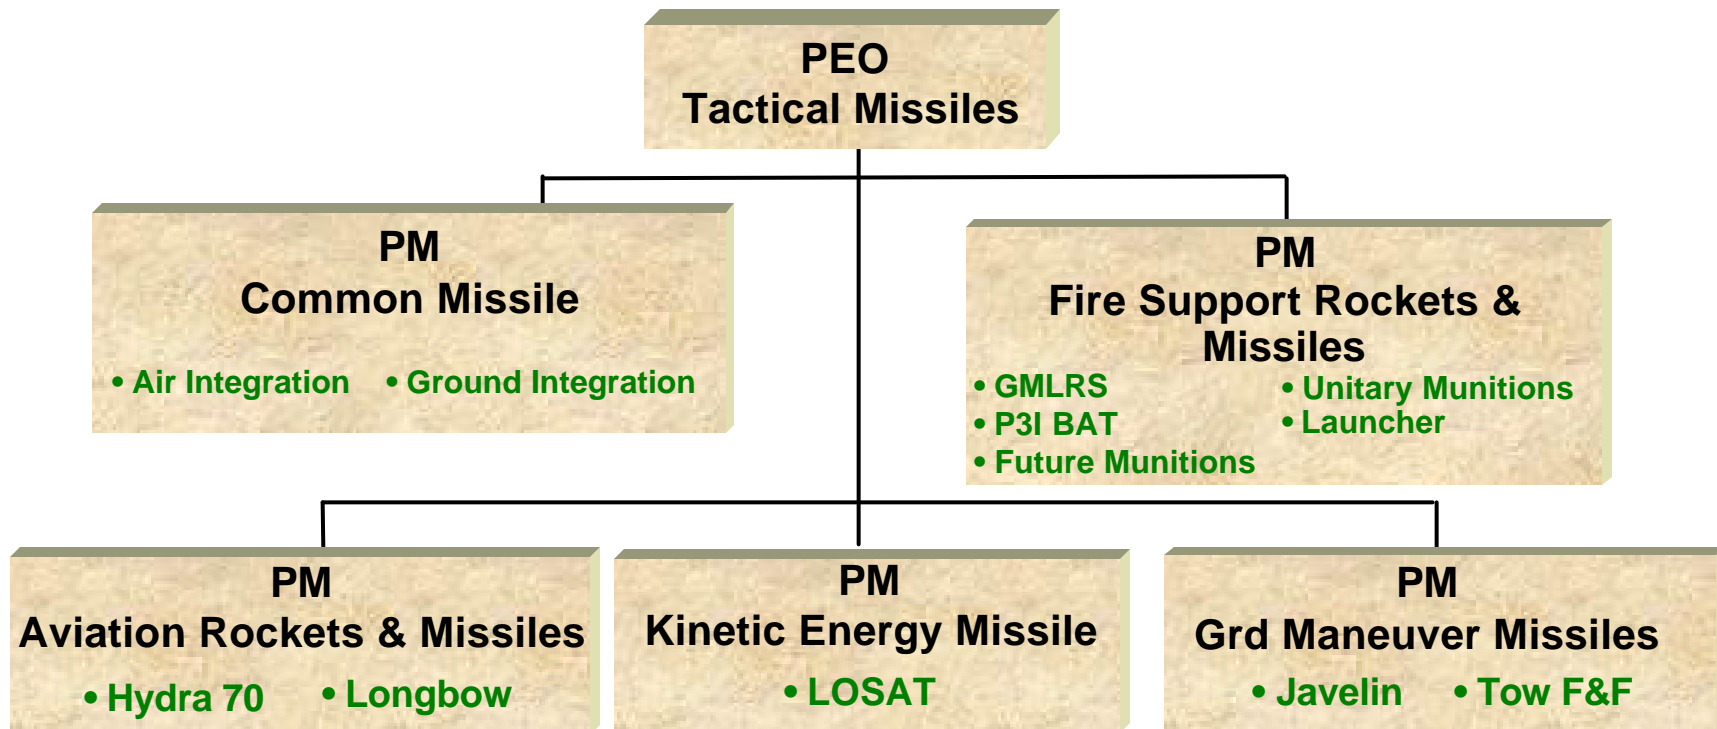 PEO
Tactical Missiles
PM
Common Missile
• Air Integration • Ground Integration
PM
Fire Support Rockets &
Missiles
• GMLRS • Unitary Munitions
• P3I BAT • Launcher
• Future Munitions
PM
Aviation Rockets & Missiles
• Hydra 70 • Longbow
PM
Kinetic Energy Missile
• LOSAT
PM
Grd Maneuver Missiles
• Javelin • Tow F&F